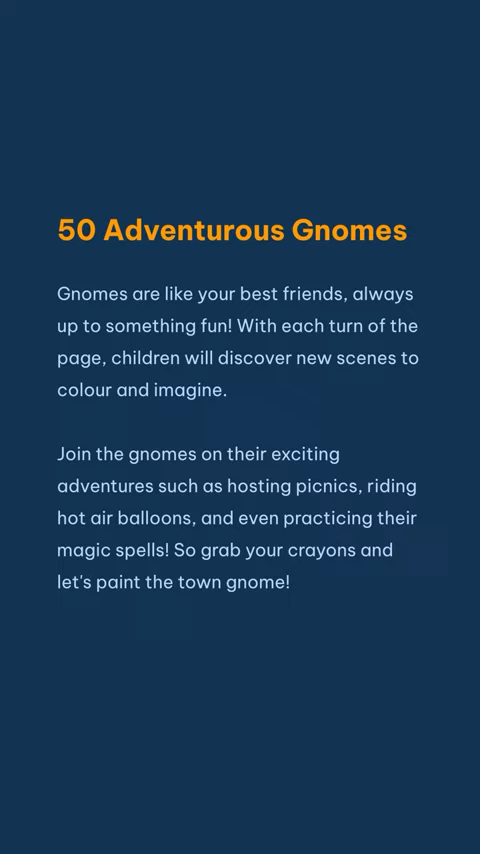 50 Adventurous Gnomes
Gnomes are like your best friends, always
up to something fun! With each turn of the
page, children will discover new scenes to
colour and imagine.
Join the gnomes on their exciting
adventures such as hosting picnics, riding
hot air balloons, and even practicing their
magic spells! So grab your crayons and
let's paint the town gnome!